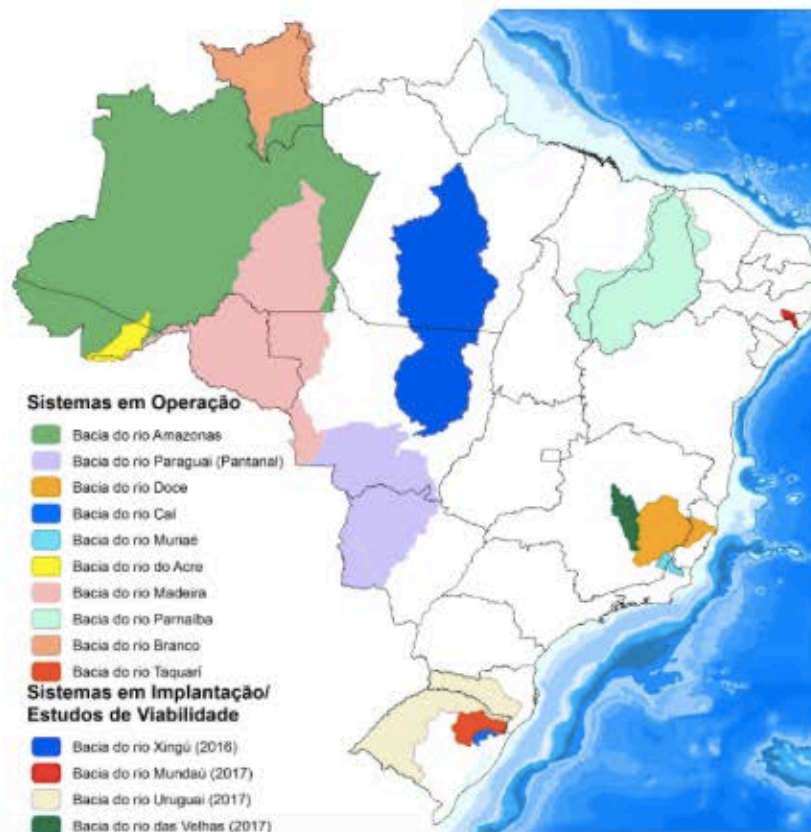 Sistemas em Operação
Bacia do rio Amazonas
Bacia do rio Paraguai (Pantanal)
Bacia do rio Doce
Bacia do rio Caí
Bacia do rio Muriaé
Bacia do rio do Acre
Bacia do rio Madeira
Bacia do rio Parnaíba
Bacia do rio Branco
Bacia do rio Taquarí
Sistemas em Implantação/
Estudos de Viabilidade
Bacia do rio Xingú (2016)
Bacia do rio Mundaú (2017)
Bacia do rio Uruguai (2017)
Bacia do rio das Velhas (2017)